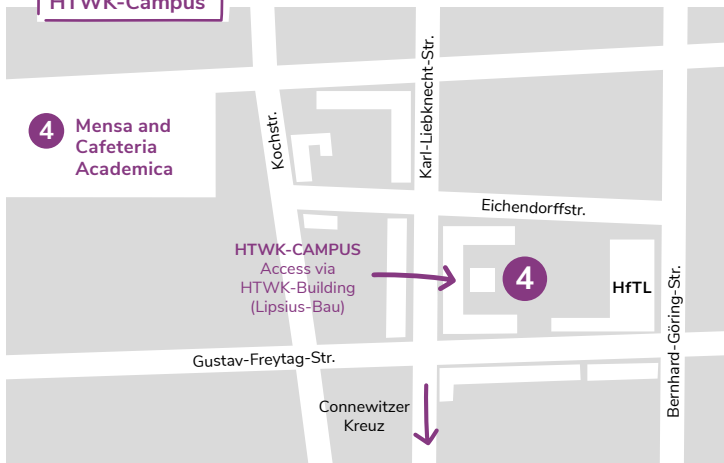 HTWK-Campus
4
Mensa and
Cafeteria
Academica
Kochstr.
Karl-Liebknecht-Str.
Eichendorffstr.
HTWK-CAMPUS
Access via
HTWK-Building
(Lipsius-Bau)
4
HfTL
Bernhard-Göring-Str.
Gustav-Freytag-Str.
Connewitzer
Kreuz